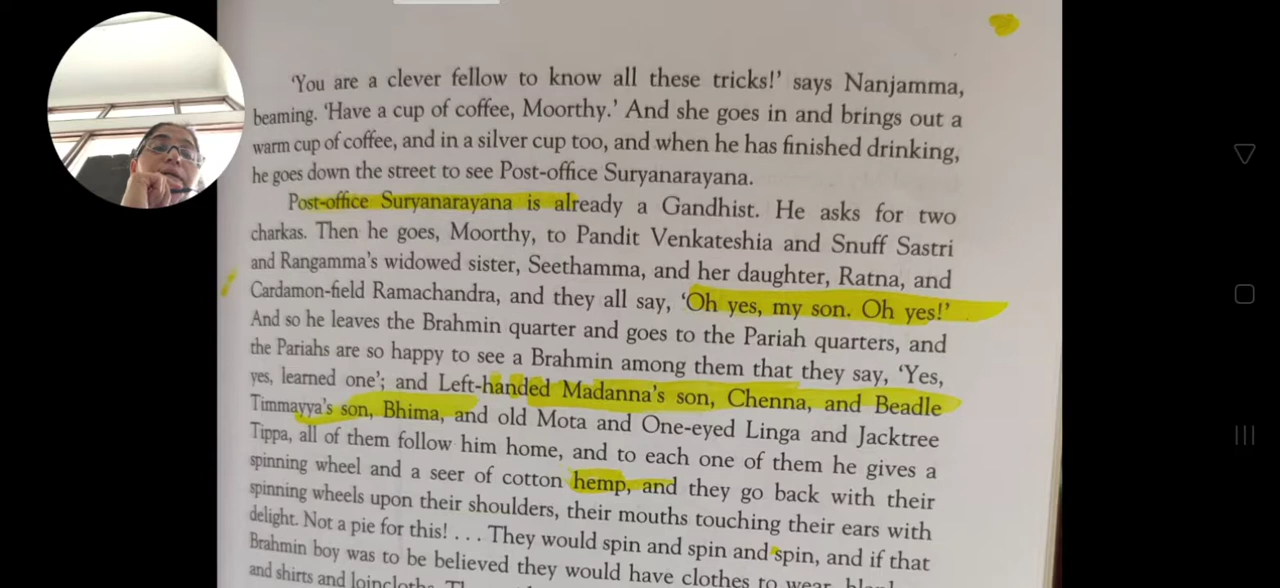 ‘You are a clever fellow to know all these tricks!’ says Nanjamma,
beaming. ‘Have a cup of coffee, Moorthy.’ And she goes in and brings out a
warm cup of coffee, and in a silver cup too, and when he has finished drinking,
he goes down the street to see Post-office Suryanarayana.
Post-office Suryanarayana is already a Gandhist. He asks for two
charkas. Then he goes, Moorthy, to Pandit Venkateshia and Snuff Sastri
and Rangamma’s widowed sister, Seethamma, and her daughter, Ratna, and
Cardamon-field Ramachandra, and they all say, ‘Oh yes, my son. Oh yes!’
And so he leaves the Brahmin quarter and goes to the Pariah quarters, and
the Pariahs are so happy to see a Brahmin among them that they say, ‘Yes,
yes, learned one’; and Left-handed Madanna’s son, Chenna, and Beadle
Timmayya’s son, Bhima, and old Mota and One-eyed Linga and Jacktree
Tippa, all of them follow him home, and to each one of them he gives a
spinning wheel and a seer of cotton hemp, and they go back with their
spinning wheels upon their shoulders, their mouths touching their ears with
delight. Not a pie for this! . . . They would spin and spin and spin, and if that
Brahmin boy was to be believed they would have clothes to wear,
and shirts and loincloths.